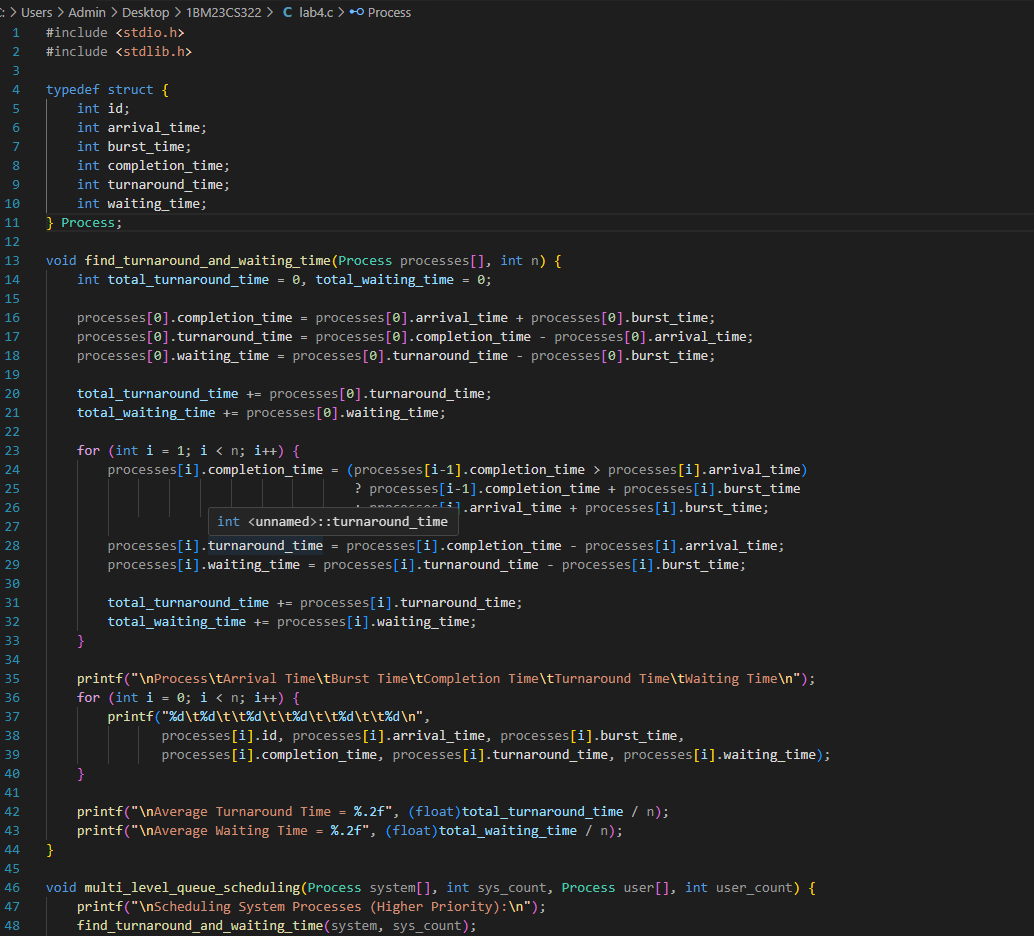 C: > Users > Admin > Desktop > 1BM23CS322 > C lab4.c > Process
1 #include <stdio.h>
2 #include <stdlib.h>
3
4 typedef struct {
5     int id;
6     int arrival_time;
7     int burst_time;
8     int completion_time;
9     int turnaround_time;
10     int waiting_time;
11 } Process;
12
13 void find_turnaround_and_waiting_time(Process processes[], int n) {
14     int total_turnaround_time = 0, total_waiting_time = 0;
15
16     processes[0].completion_time = processes[0].arrival_time + processes[0].burst_time;
17     processes[0].turnaround_time = processes[0].completion_time - processes[0].arrival_time;
18     processes[0].waiting_time = processes[0].turnaround_time - processes[0].burst_time;
19
20     total_turnaround_time += processes[0].turnaround_time;
21     total_waiting_time += processes[0].waiting_time;
22
23     for (int i = 1; i < n; i++) {
24         processes[i].completion_time = (processes[i-1].completion_time > processes[i].arrival_time)
25                                         ? processes[i-1].completion_time + processes[i].burst_time
26                                         : processes[i].arrival_time + processes[i].burst_time;
27 int <unnamed>::turnaround_time
28         processes[i].turnaround_time = processes[i].completion_time - processes[i].arrival_time;
29         processes[i].waiting_time = processes[i].turnaround_time - processes[i].burst_time;
30
31         total_turnaround_time += processes[i].turnaround_time;
32         total_waiting_time += processes[i].waiting_time;
33     }
34
35     printf("\nProcess\tArrival Time\tBurst Time\tCompletion Time\tTurnaround Time\tWaiting Time\n");
36     for (int i = 0; i < n; i++) {
37         printf("%d\t%d\t\t%d\t\t%d\t\t%d\t\t%d\n",
38                processes[i].id, processes[i].arrival_time, processes[i].burst_time,
39                processes[i].completion_time, processes[i].turnaround_time, processes[i].waiting_time);
40     }
41
42     printf("\nAverage Turnaround Time = %.2f", (float)total_turnaround_time / n);
43     printf("\nAverage Waiting Time = %.2f", (float)total_waiting_time / n);
44 }
45
46 void multi_level_queue_scheduling(Process system[], int sys_count, Process user[], int user_count) {
47     printf("\nScheduling System Processes (Higher Priority):\n");
48     find_turnaround_and_waiting_time(system, sys_count);